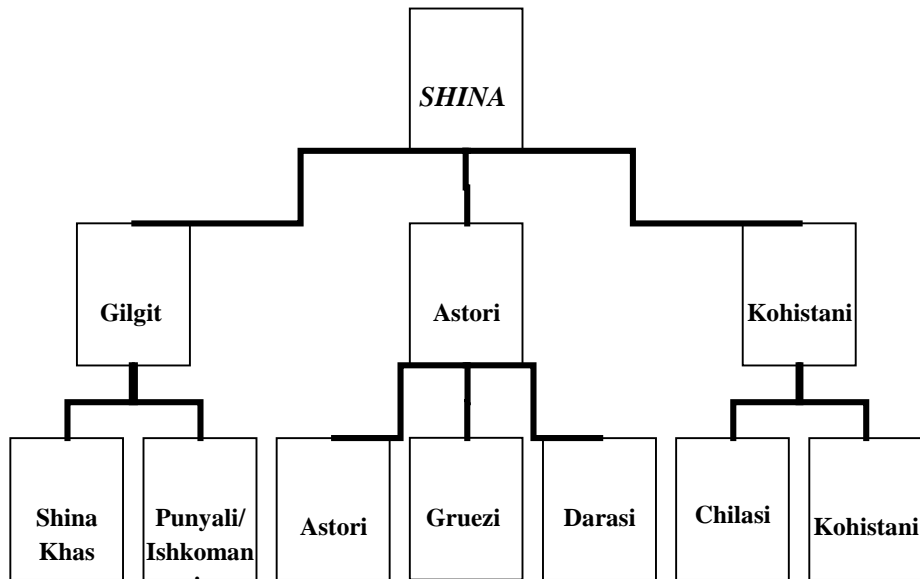 SHINA
Gilgit
Astori
Kohistani
Shina
Khas
Punyali/
Ishkoman
Astori
Gruezi
Darasi
Chilasi
Kohistani